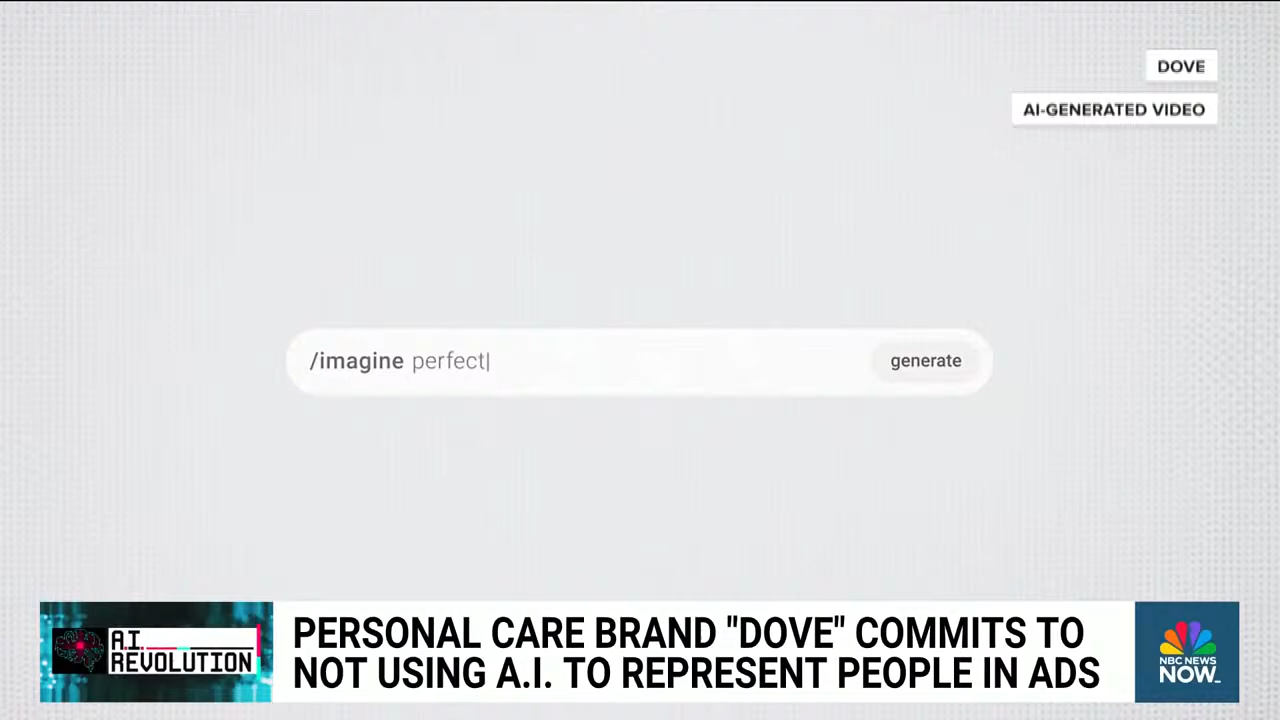 DOVE
AI-GENERATED VIDEO
/imagine perfect
generate
A.I.
REVOLUTION
PERSONAL CARE BRAND "DOVE" COMMITS TO
NOT USING A.I. TO REPRESENT PEOPLE IN ADS
NBC NEWS
NOW